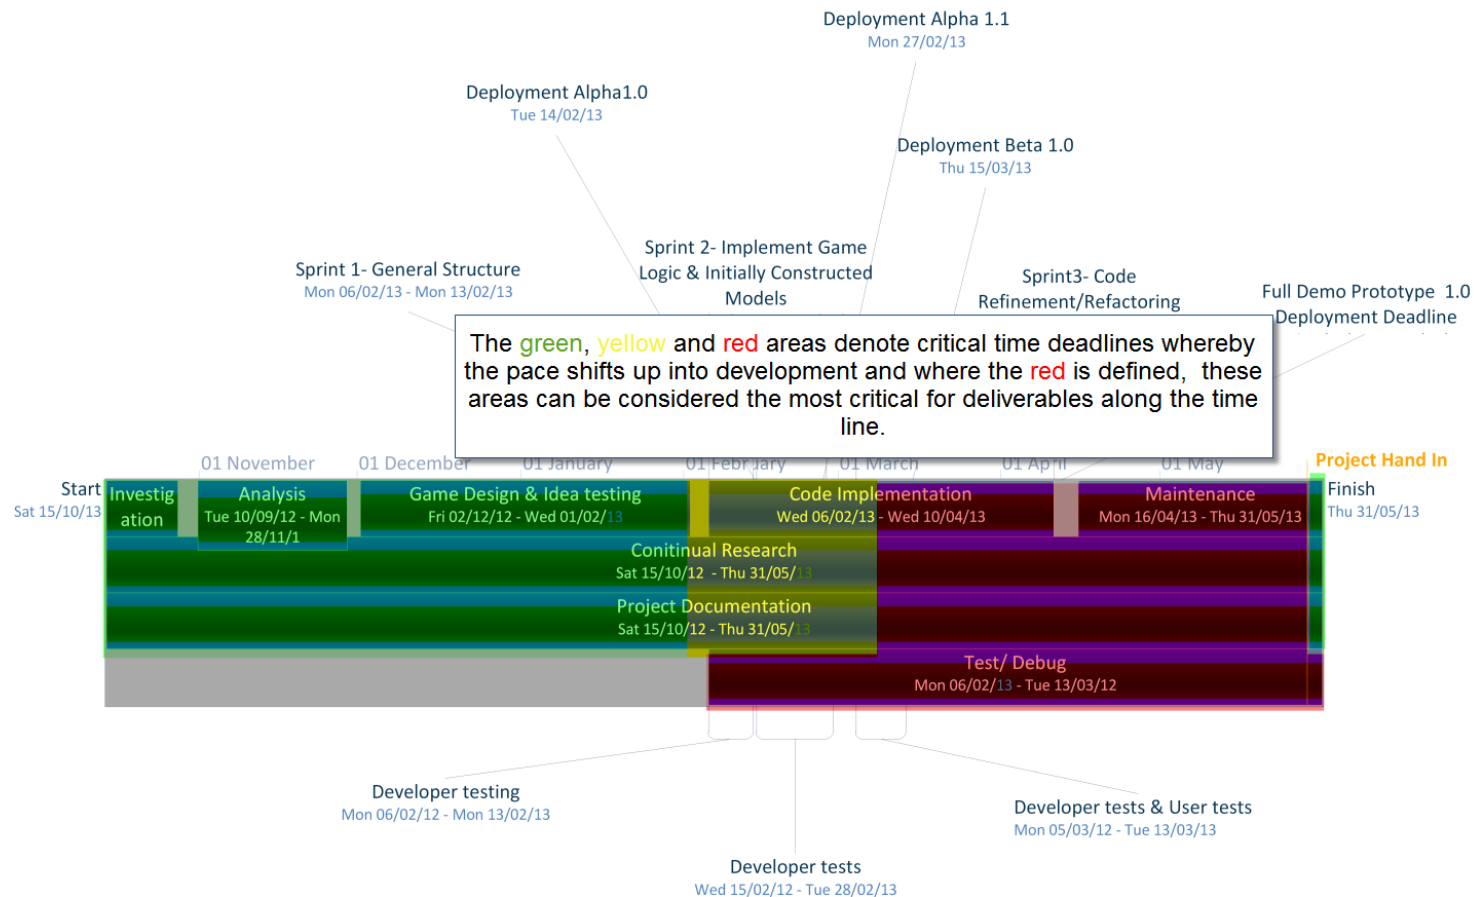 Deployment Alpha 1.1
Mon 27/02/13
Deployment Alpha1.0
Tue 14/02/13
Deployment Beta 1.0
Thu 15/03/13
Sprint 2- Implement Game
Logic & Initially Constructed
Models
Sprint 1- General Structure
Mon 06/02/13 - Mon 13/02/13
Sprint3- Code
Refinement/Refactoring
Full Demo Prototype 1.0
Deployment Deadline
The green, yellow and red areas denote critical time deadlines whereby
the pace shifts up into development and where the red is defined, these
areas can be considered the most critical for deliverables along the time
line.
01 November
01 December
01 January
01 February
01 March
01 April
01 May
Project Hand In
Start
Sat 15/10/13
Investig
ation
Analysis
Tue 10/09/12 - Mon
28/11/1
Game Design & Idea testing
Fri 02/12/12 - Wed 01/02/13
Code Implementation
Wed 06/02/13 - Wed 10/04/13
Maintenance
Mon 16/04/13 - Thu 31/05/13
Finish
Thu 31/05/13
Conitinual Research
Sat 15/10/12 - Thu 31/05/13
Project Documentation
Sat 15/10/12 - Thu 31/05/13
Test/ Debug
Mon 06/02/13 - Tue 13/03/12
Developer testing
Mon 06/02/12 - Mon 13/02/13
Developer tests & User tests
Mon 05/03/12 - Tue 13/03/13
Developer tests
Wed 15/02/12 - Tue 28/02/13